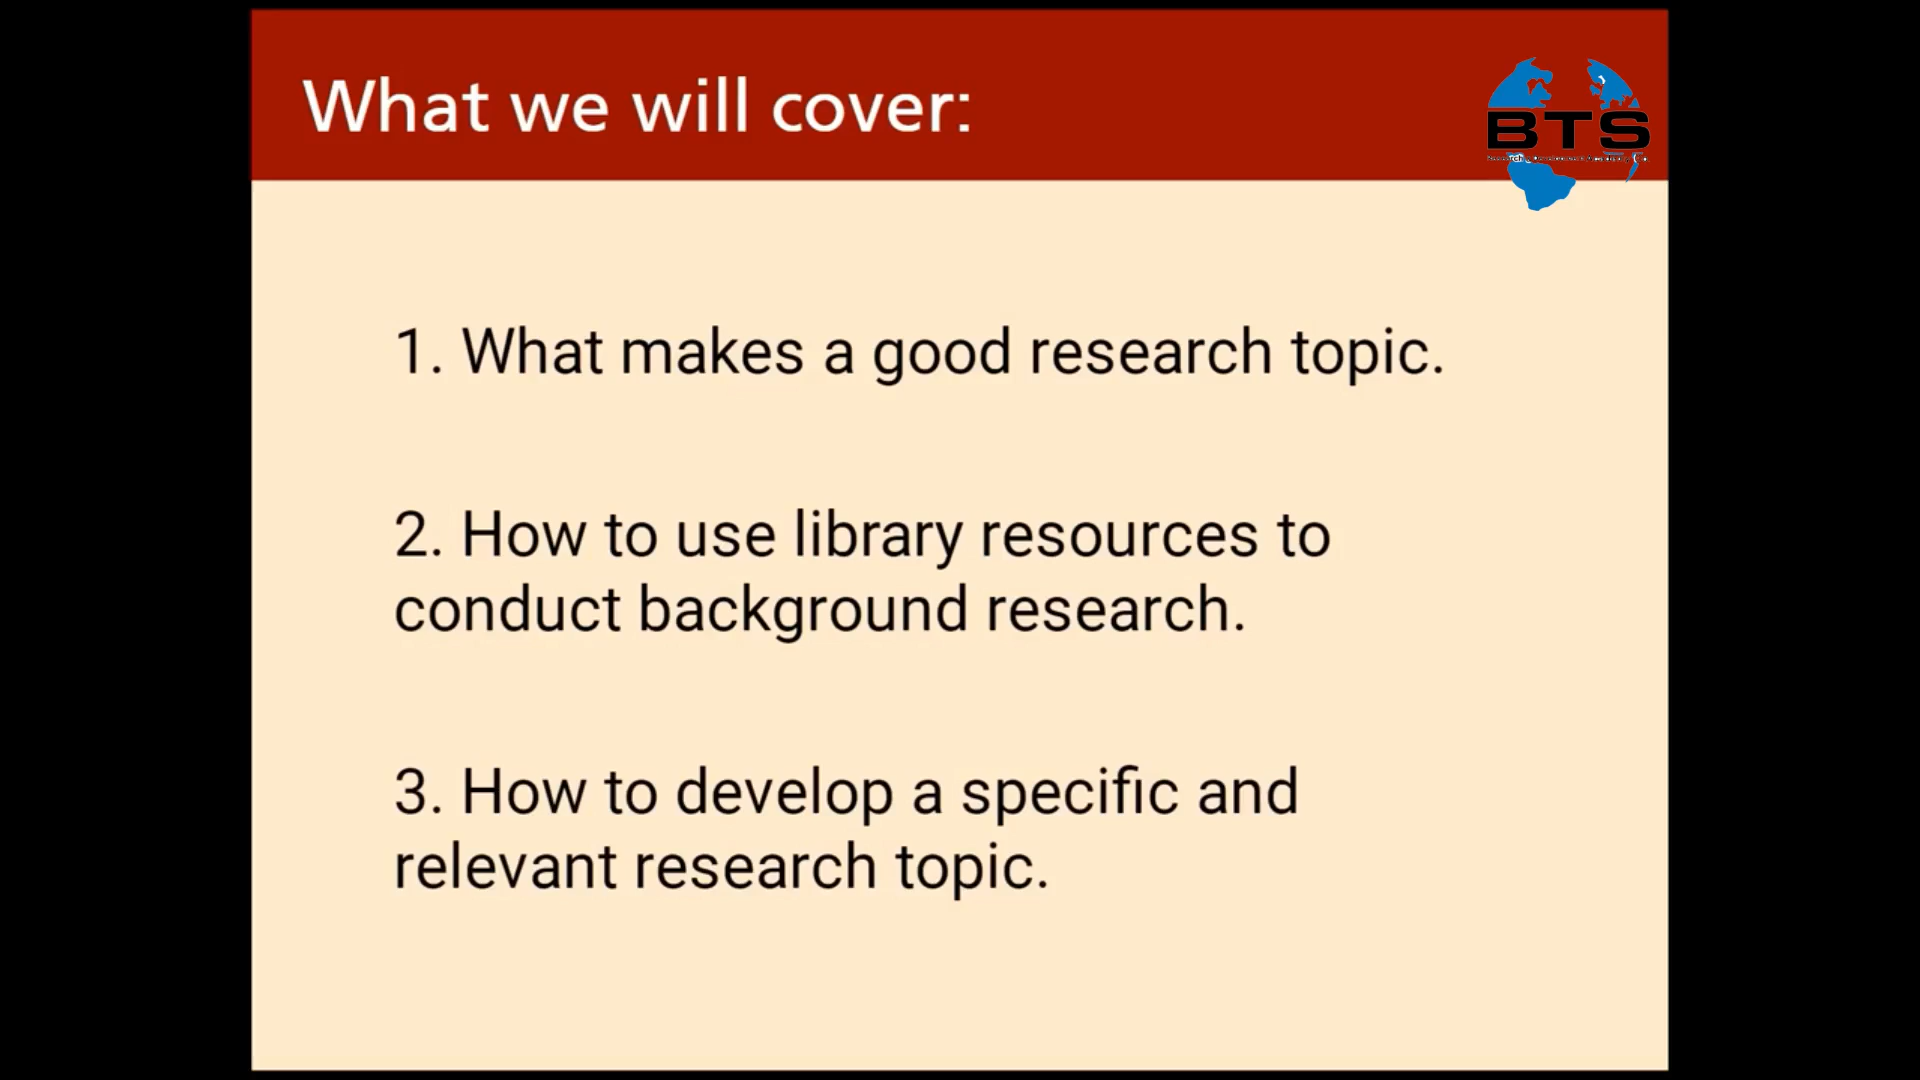 What we will cover:
BTS
1. What makes a good research topic.
2. How to use library resources to
conduct background research.
3. How to develop a specific and
relevant research topic.